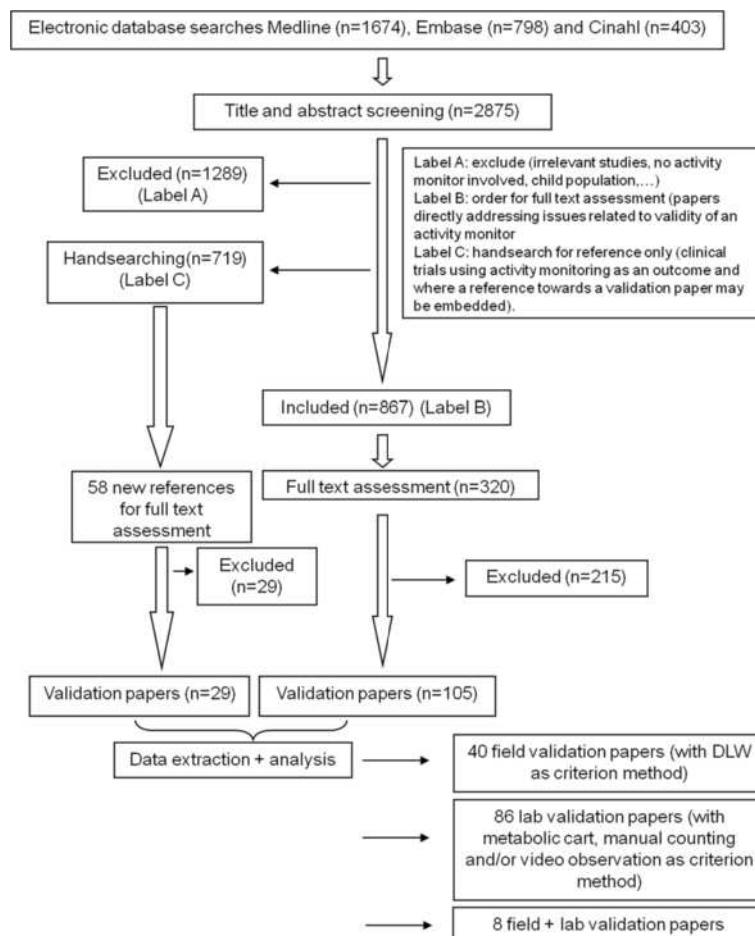 Electronic database searches Medline (n=1674), Embase (n=798) and Cinahl (n=403)
Title and abstract screening (n=2875)
Excluded (n=1289)
(Label A)
Label A: exclude (irrelevant studies, no activity
monitor involved, child population,...)
Label B: order for full text assessment (papers
directly addressing issues related to validity of an
activity monitor
Label C: handsearch for reference only (clinical
trials using activity monitoring as an outcome and
where a reference towards a validation paper may
be embedded).
Handsearching(n=719)
(Label C)
Included (n=867) (Label B)
58 new references
for full text
assessment
Full text assessment (n=320)
Excluded
(n=29)
Excluded (n=215)
Validation papers (n=29)
Validation papers (n=105)
Data extraction + analysis
40 field validation papers (with DLW
as criterion method)
86 lab validation papers (with
metabolic cart, manual counting
and/or video observation as criterion
method)
8 field + lab validation papers